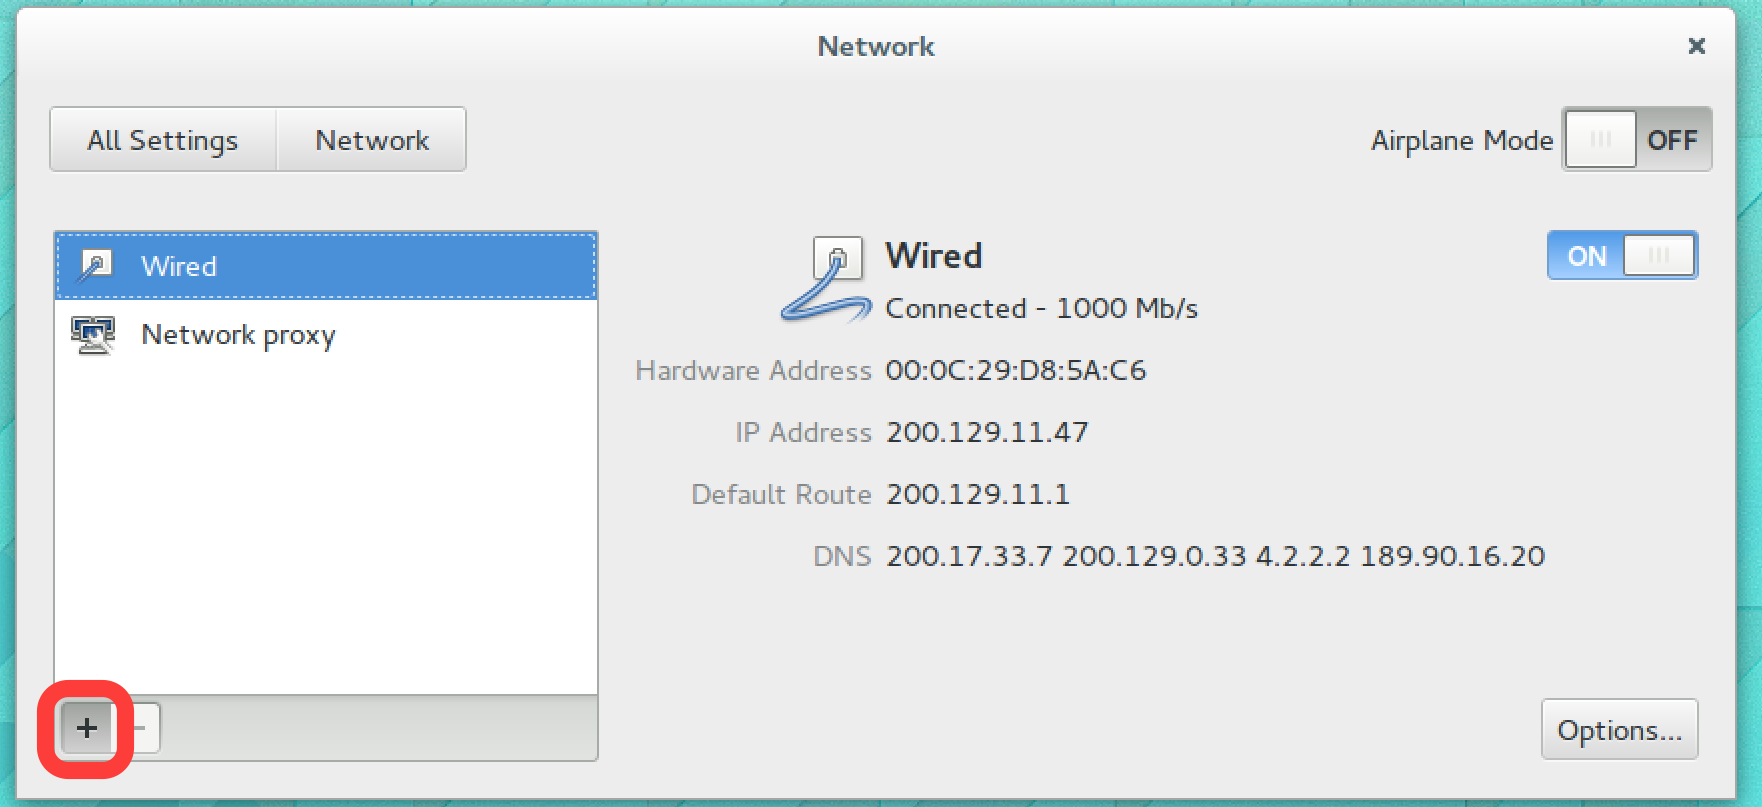 Network
All Settings Network
Airplane Mode OFF
Wired
Network proxy
Wired
ON
Connected - 1000 Mb/s
Hardware Address 00:0C:29:D8:5A:C6
IP Address 200.129.11.47
Default Route 200.129.11.1
DNS 200.17.33.7 200.129.0.33 4.2.2.2 189.90.16.20
Options...